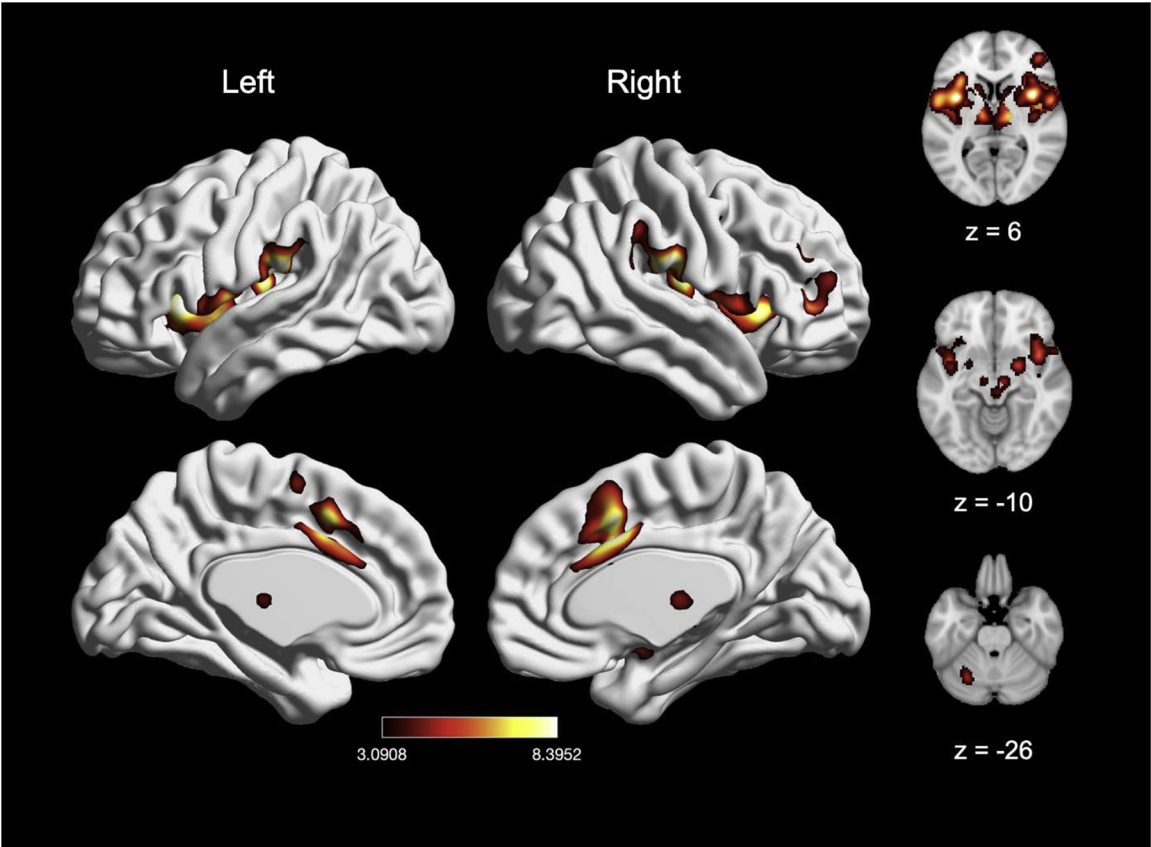 Left
Right
z = 6
z = -10
z = -26
3.0908
8.3952